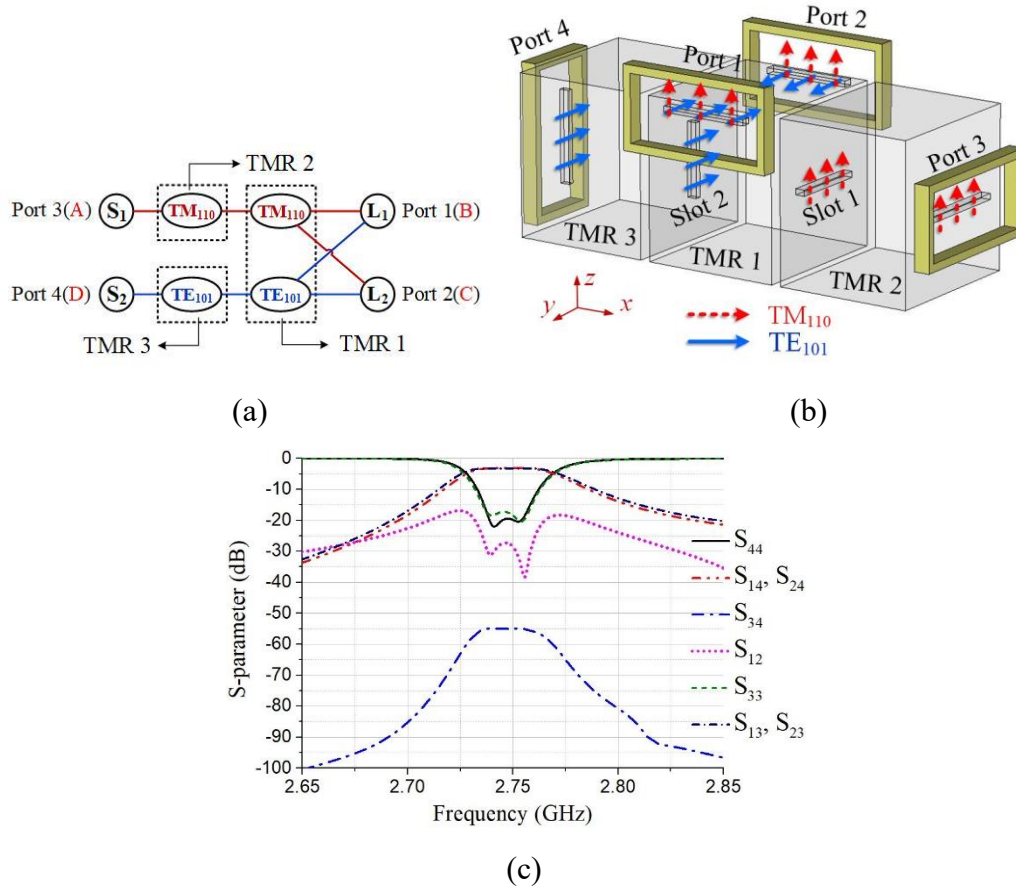 TMR 2
Port 3(A) S1 TM110 TM110 L1 Port 1(B)
Port 4(D) S2 TE101 TE101 L2 Port 2(C)
TMR 3 TMR 1
(a)
Port 4
Port 1
Port 2
Port 3
Slot 2
Slot 1
TMR 3
TMR 1
TMR 2
z
y
x
TM110
TE101
(b)
S-parameter (dB)
0
-10
-20
-30
-40
-50
-60
-70
-80
-90
-100
2.65 2.70 2.75 2.80 2.85
Frequency (GHz)
S44
S14, S24
S34
S12
S33
S13, S23
(c)